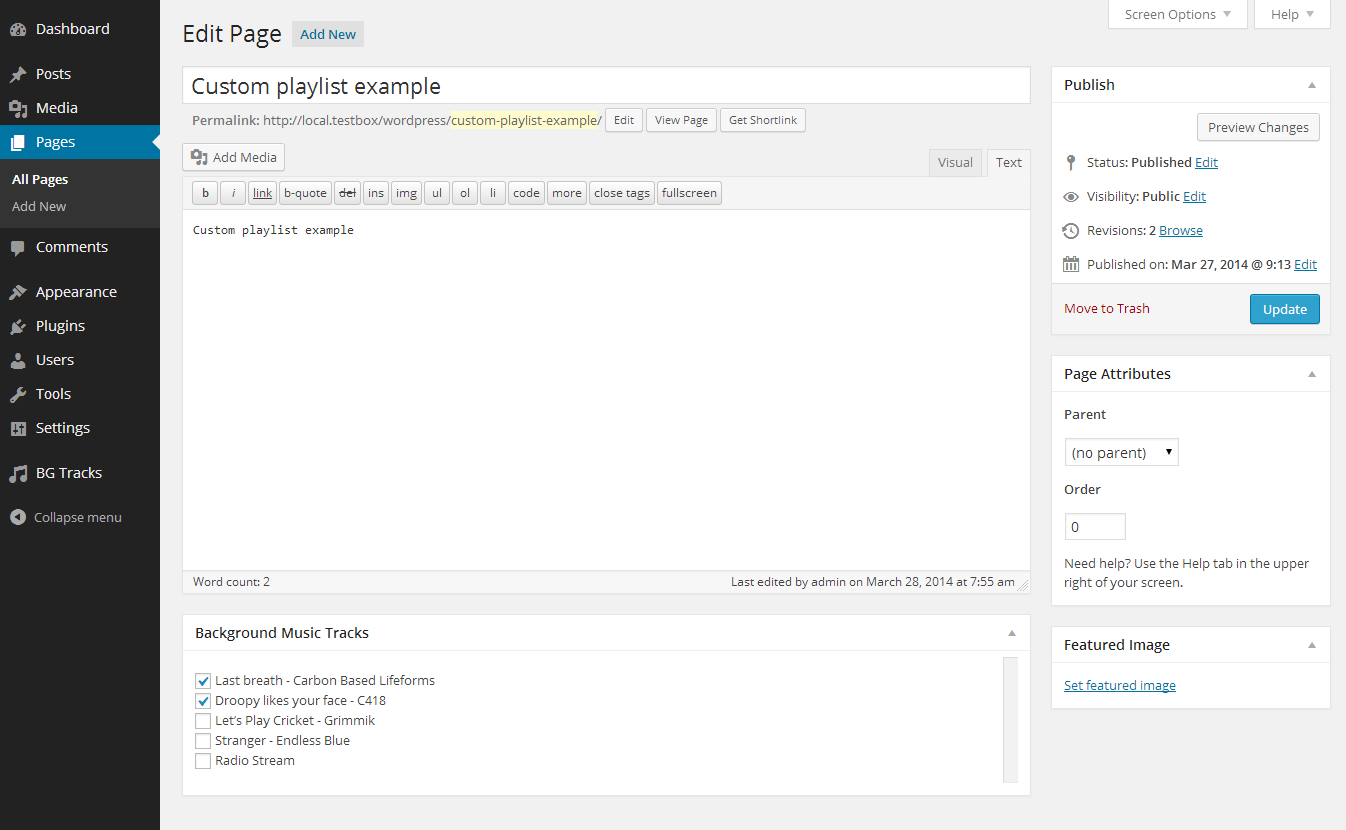 Dashboard
Posts
Media
Pages
All Pages
Add New
Comments
Appearance
Plugins
Users
Tools
Settings
BG Tracks
Collapse menu
Screen Options Help
Edit Page Add New
Custom playlist example
Permalink: http://local.testbox/wordpress/custom-playlist-example/ Edit View Page Get Shortlink
Add Media
Visual Text
b i link b-quote del ins img ul ol li code more close tags fullscreen
Custom playlist example
Word count: 2 Last edited by admin on March 28, 2014 at 7:55 am
Background Music Tracks
Last breath - Carbon Based Lifeforms
Droopy likes your face - C418
Let’s Play Cricket - Grimmik
Stranger - Endless Blue
Radio Stream
Publish
Preview Changes
Status: Published Edit
Visibility: Public Edit
Revisions: 2 Browse
Published on: Mar 27, 2014 @ 9:13 Edit
Move to Trash Update
Page Attributes
Parent
(no parent)
Order
0
Need help? Use the Help tab in the upper
right of your screen.
Featured Image
Set featured image